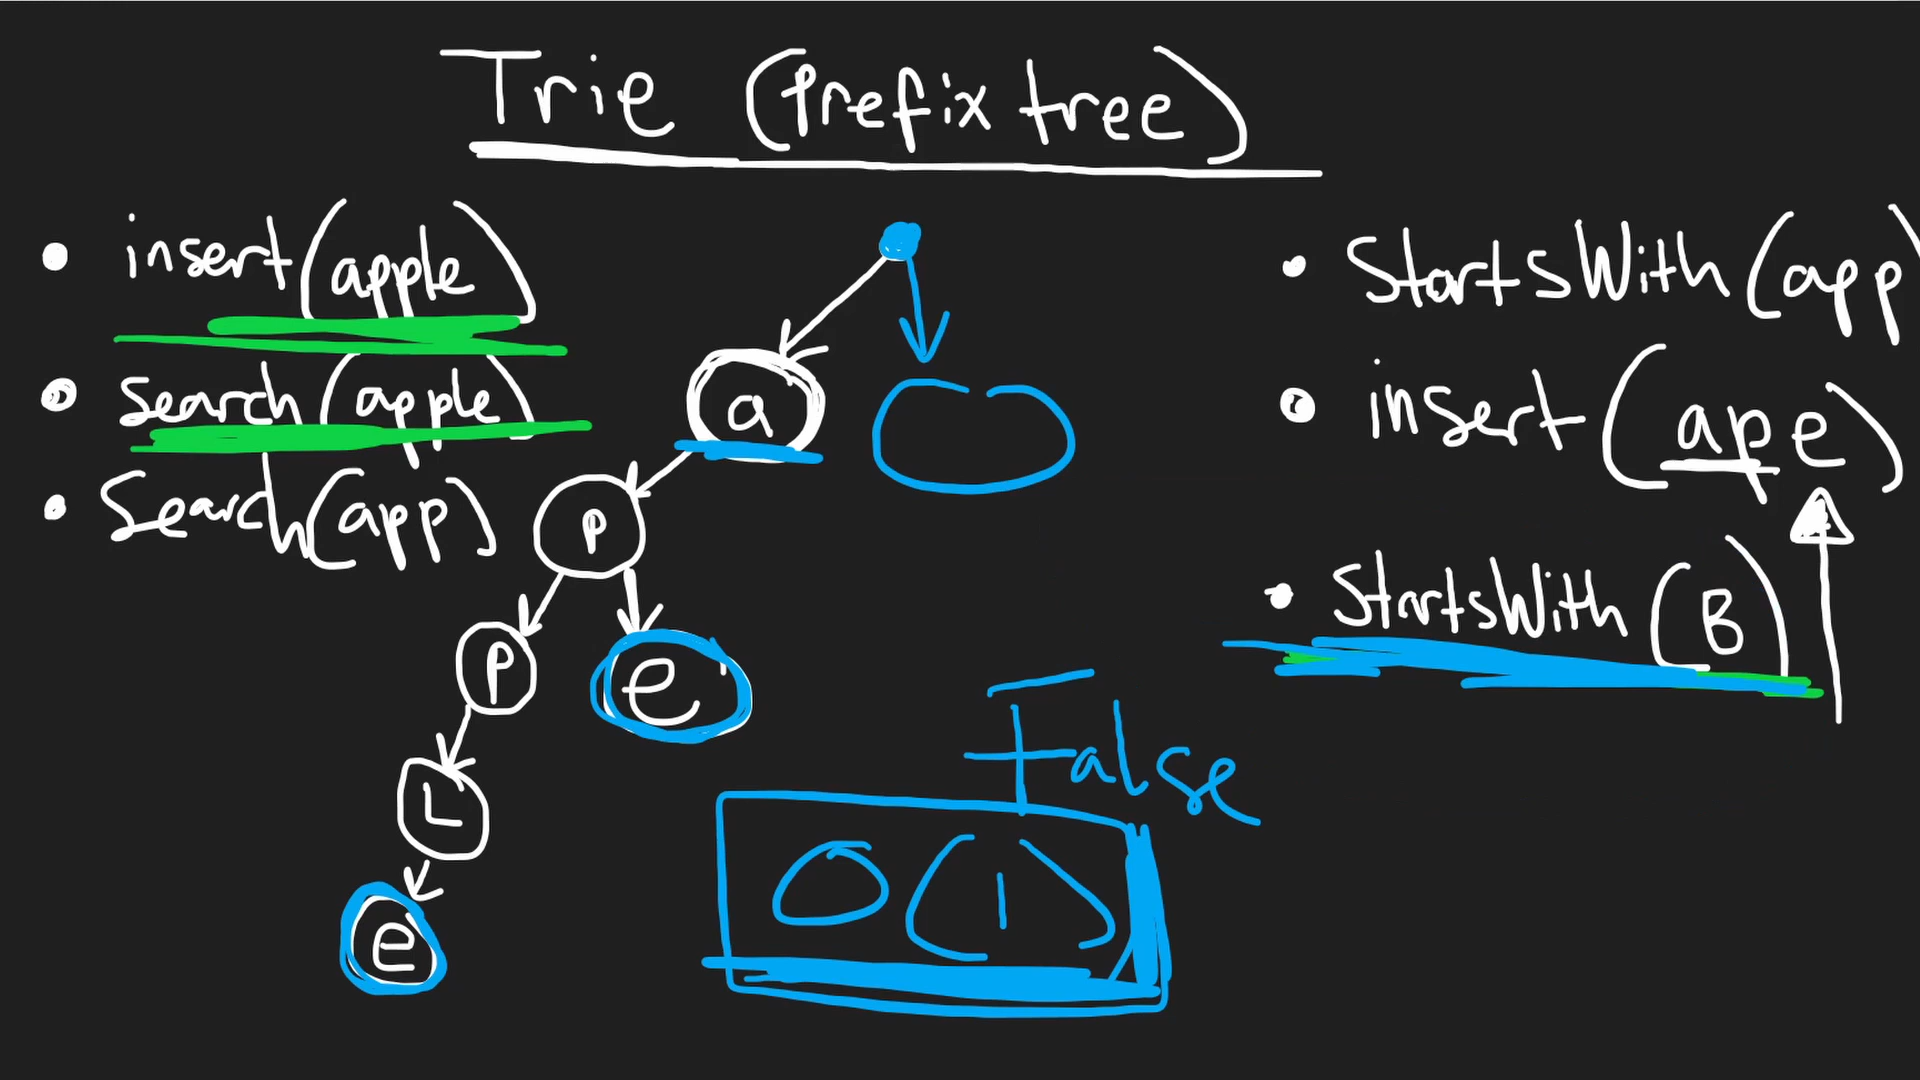 Trie (Prefix tree)
• insert(apple)
• search(apple)
• Search(app)
a
P
P
e
L
e
• StartsWith(app)
• insert(ape)
• StartsWith(B)
False
O(1)